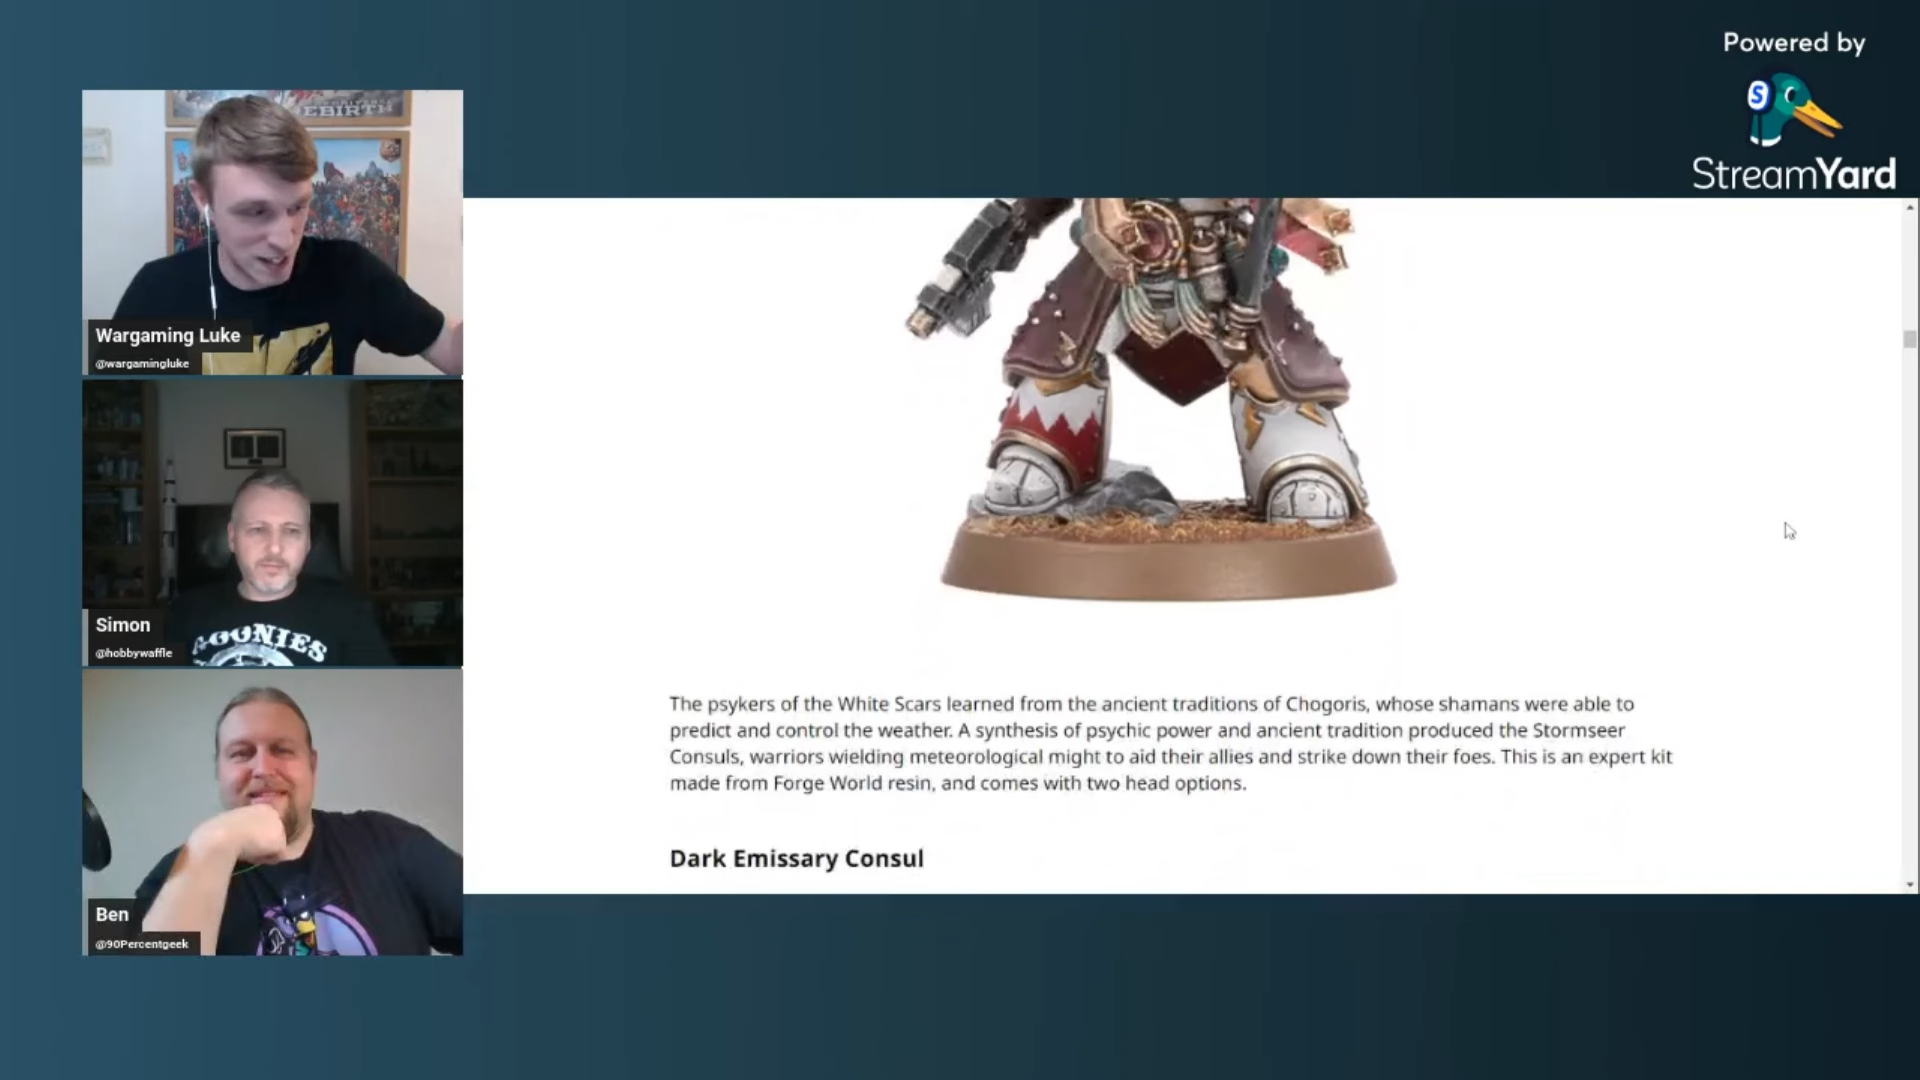 Powered by
StreamYard
EBIRTH
Wargaming Luke
@wargamingluke
Simon
@hobbywaffle
GOONIES
Ben
@90Percentgeek
The psykers of the White Scars learned from the ancient traditions of Chogoris, whose shamans were able to
predict and control the weather. A synthesis of psychic power and ancient tradition produced the Stormseer
Consuls, warriors wielding meteorological might to aid their allies and strike down their foes. This is an expert kit
made from Forge World resin, and comes with two head options.
Dark Emissary Consul